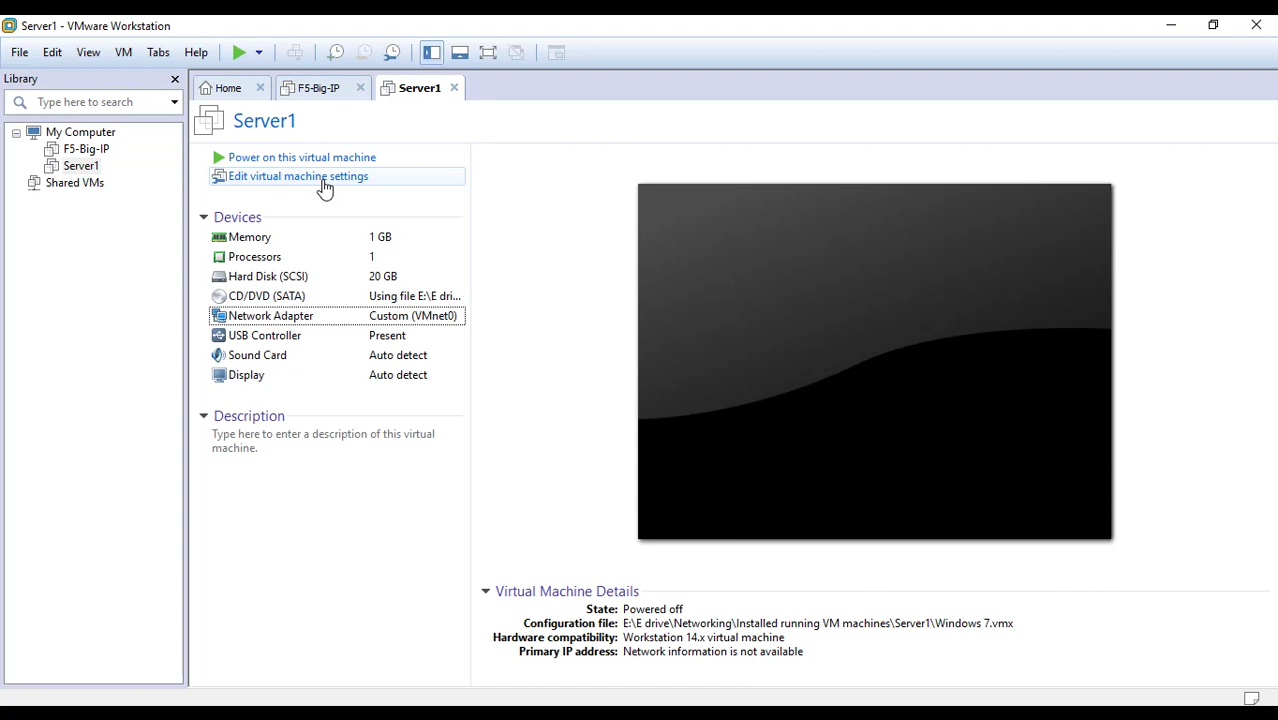 Server1 - VMware Workstation
File Edit View VM Tabs Help
Library
Type here to search
My Computer
F5-Big-IP
Server1
Shared VMs
Home F5-Big-IP Server1
Server1
Power on this virtual machine
Edit virtual machine settings
Devices
Memory 1 GB
Processors 1
Hard Disk (SCSI) 20 GB
CD/DVD (SATA) Using file E:\E dri...
Network Adapter Custom (VMnet0)
USB Controller Present
Sound Card Auto detect
Display Auto detect
Description
Type here to enter a description of this virtual
machine.
Virtual Machine Details
State: Powered off
Configuration file: E:\E drive\Networking\Installed running VM machines\Server1\Windows 7.vmx
Hardware compatibility: Workstation 14.x virtual machine
Primary IP address: Network information is not available